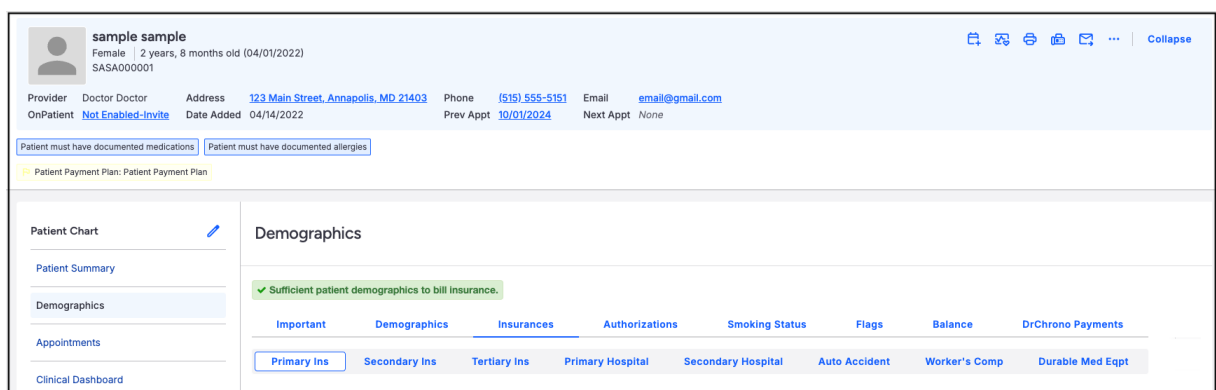 sample sample
Female | 2 years, 8 months old (04/01/2022)
SASA000001
Collapse
Provider Doctor Doctor Address 123 Main Street, Annapolis, MD 21403 Phone (515) 555-5151 Email email@gmail.com
OnPatient Not Enabled-Invite Date Added 04/14/2022 Prev Appt 10/01/2024 Next Appt None
Patient must have documented medications Patient must have documented allergies
Patient Payment Plan: Patient Payment Plan
Patient Chart
Patient Summary
Demographics
Appointments
Clinical Dashboard
Demographics
Sufficient patient demographics to bill insurance.
Important Demographics Insurances Authorizations Smoking Status Flags Balance DrChrono Payments
Primary Ins Secondary Ins Tertiary Ins Primary Hospital Secondary Hospital Auto Accident Worker's Comp Durable Med Eqpt